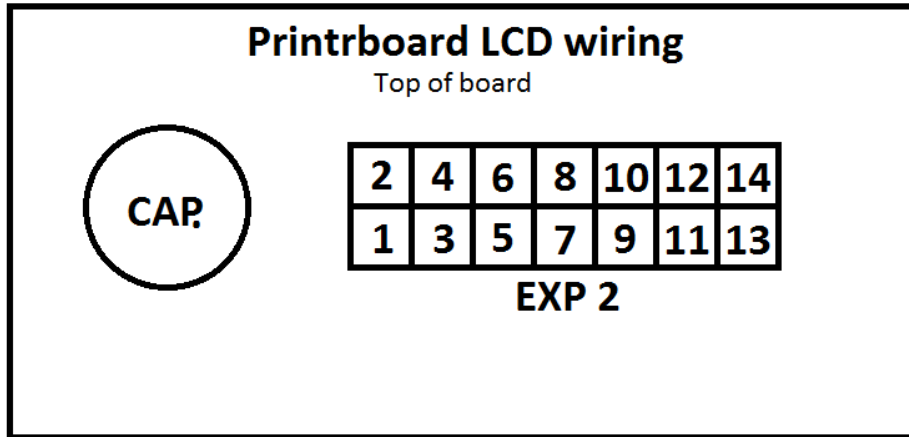 Printrboard LCD wiring
Top of board
CAP.
2 4 6 8 10 12 14
1 3 5 7 9 11 13
EXP 2